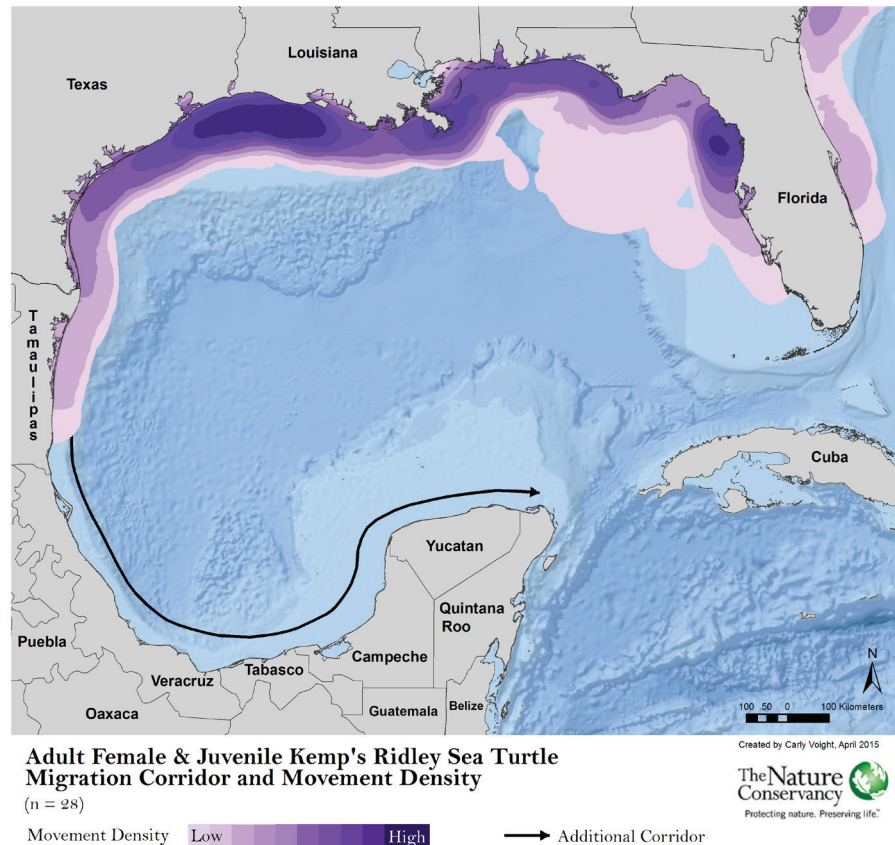 Louisiana
Texas
Florida
Tamaulipas
Cuba
Yucatan
Quintana
Roo
Puebla
Campeche
Tabasco
Veracruz
Oaxaca
Guatemala
Belize
N
100 50 0 100 Kilometers
Created by Carly Voight, April 2015
Adult Female & Juvenile Kemp's Ridley Sea Turtle
Migration Corridor and Movement Density
(n = 28)
The Nature
Conservancy
Protecting nature. Preserving life.™
Movement Density Low High Additional Corridor